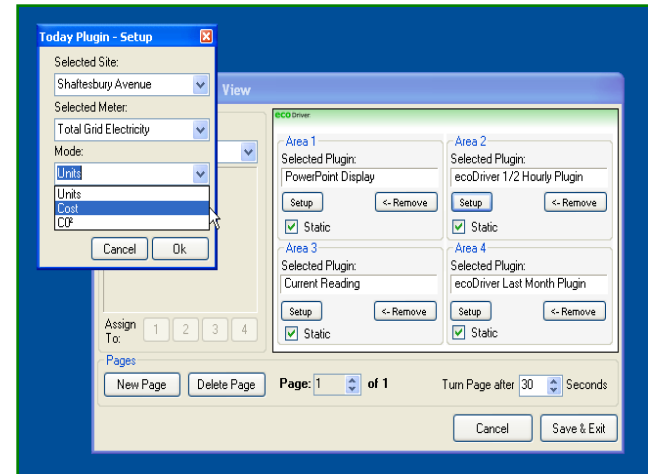 Today Plugin - Setup
Selected Site:
Shaftesbury Avenue
Selected Meter:
Total Grid Electricity
Mode:
Units
Units
Cost
C0²
Cancel Ok
View
eco Driver
Area 1
Selected Plugin:
PowerPoint Display
Setup <- Remove
Static
Area 2
Selected Plugin:
ecoDriver 1/2 Hourly Plugin
Setup <- Remove
Static
Area 3
Selected Plugin:
Current Reading
Setup <- Remove
Static
Area 4
Selected Plugin:
ecoDriver Last Month Plugin
Setup <- Remove
Static
Assign To: 1 2 3 4
Pages
New Page Delete Page Page: 1 of 1 Turn Page after 30 Seconds
Cancel Save & Exit